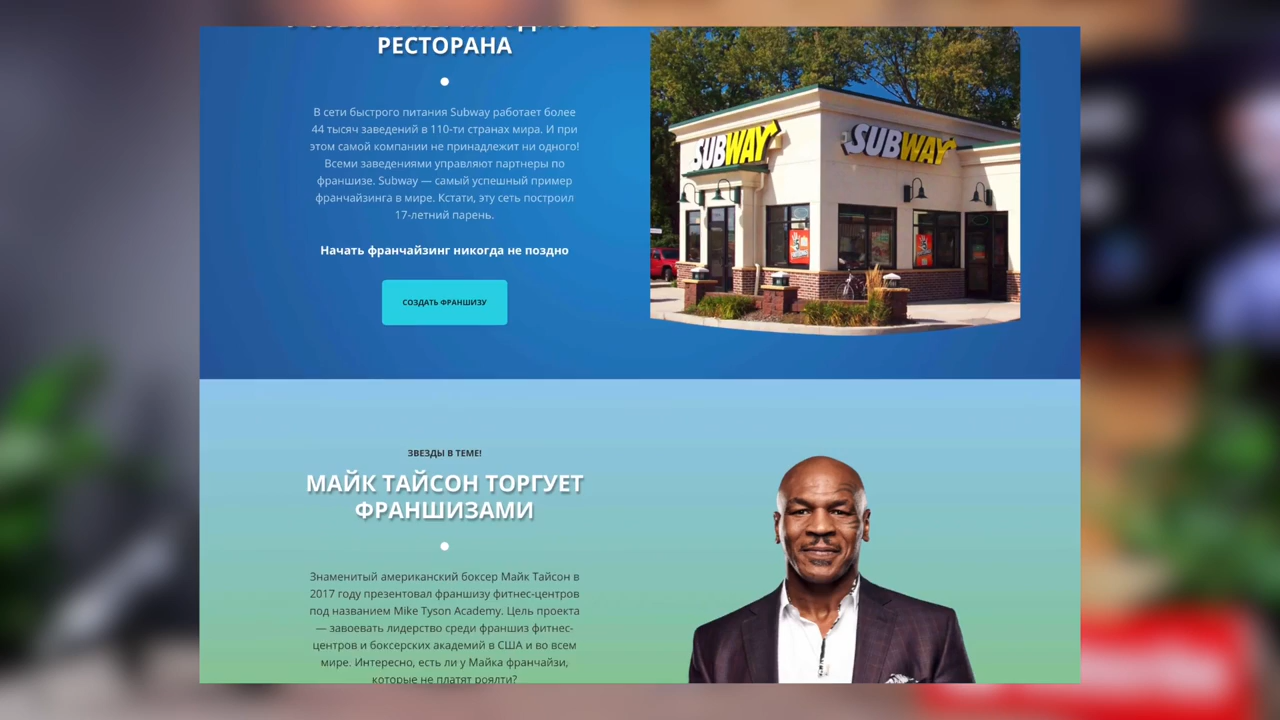 РЕСТОРАНА
В сети быстрого питания Subway работает более
44 тысяч заведений в 110-ти странах мира. И при
этом самой компании не принадлежит ни одного!
Всеми заведениями управляют партнеры по
франшизе. Subway — самый успешный пример
франчайзинга в мире. Кстати, эту сеть построил
17-летний парень.
Начать франчайзинг никогда не поздно
СОЗДАТЬ ФРАНШИЗУ
SUBWAY
SUBWAY
ЗВЕЗДЫ В ТЕМЕ!
МАЙК ТАЙСОН ТОРГУЕТ
ФРАНШИЗАМИ
Знаменитый американский боксер Майк Тайсон в
2017 году презентовал франшизу фитнес-центров
под названием Mike Tyson Academy. Цель проекта
— завоевать лидерство среди франшиз фитнес-
центров и боксерских академий в США и во всем
мире. Интересно, есть ли у Майка франчайзи,
которые не платят роялти?